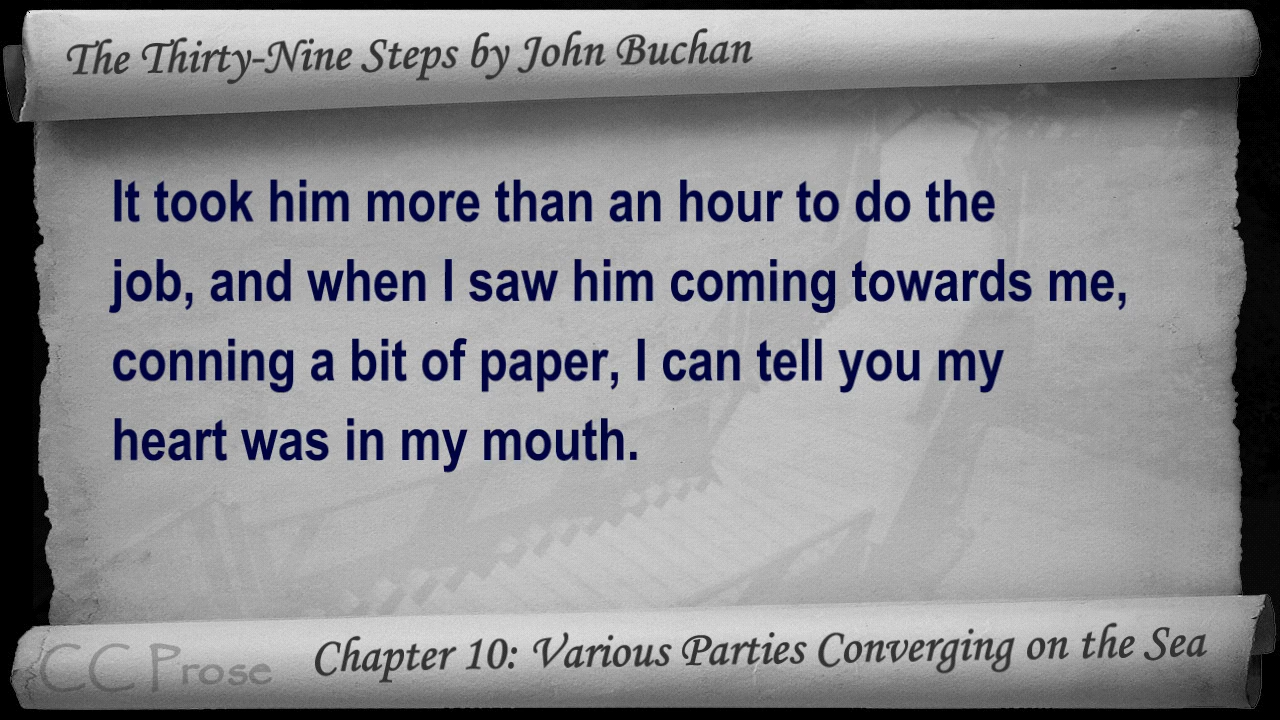 The Thirty-Nine Steps by John Buchan
It took him more than an hour to do the
job, and when I saw him coming towards me,
conning a bit of paper, I can tell you my
heart was in my mouth.
CC Prose
Chapter 10: Various Parties Converging on the Sea